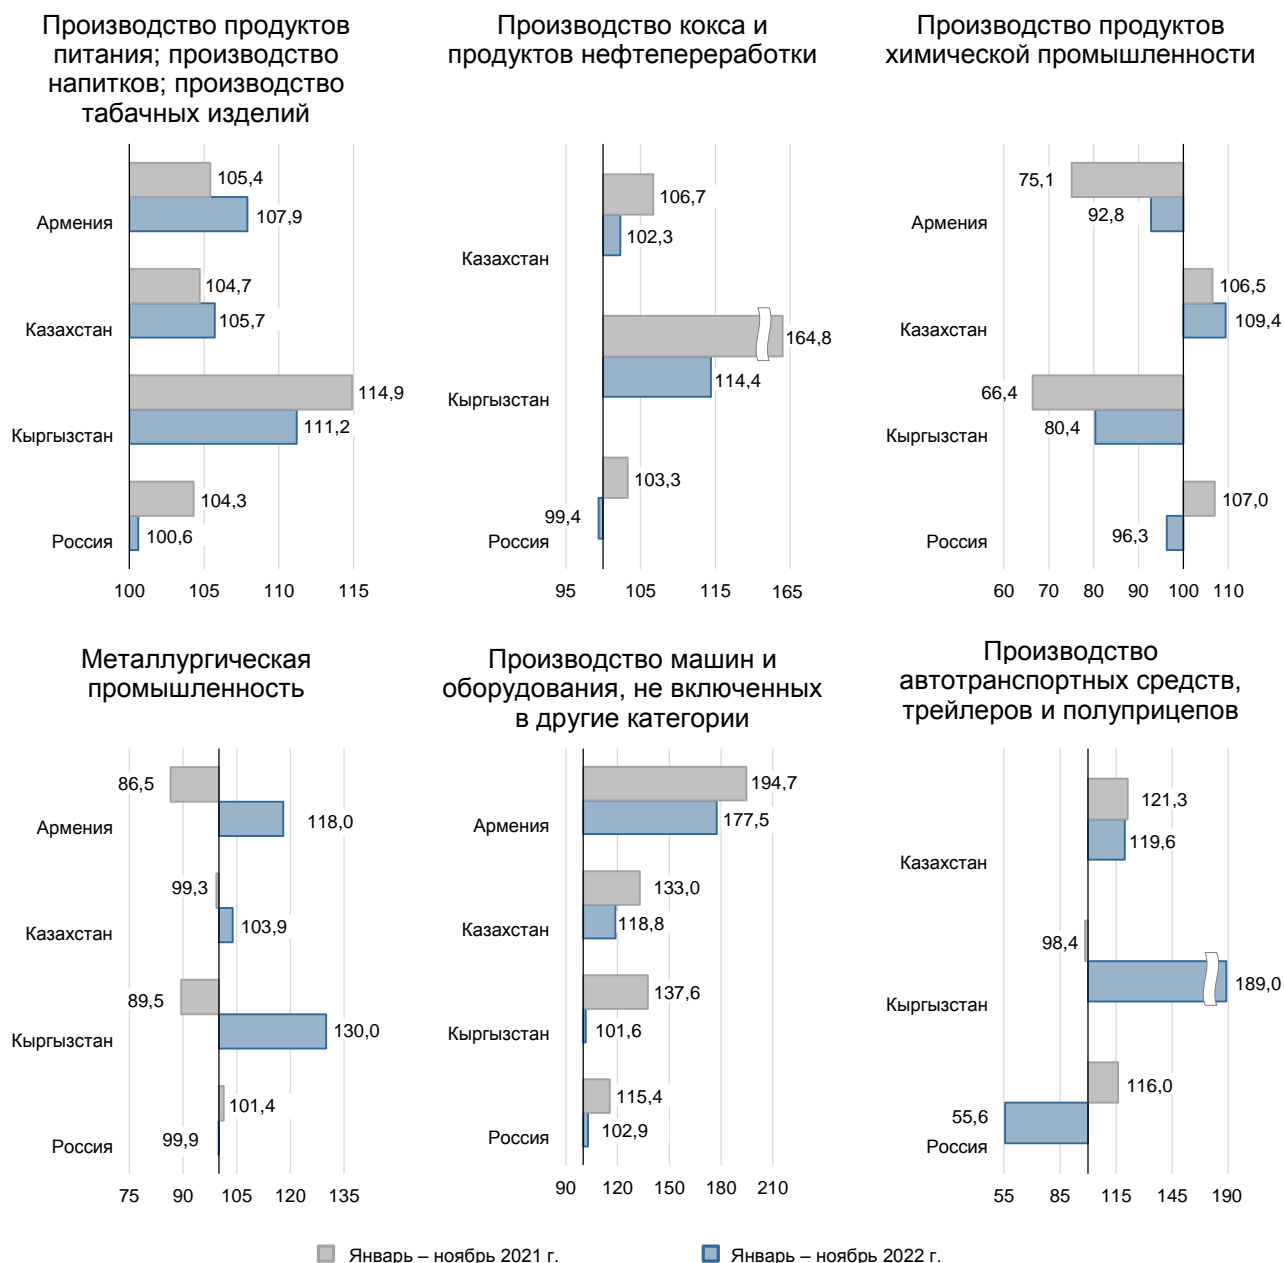 Производство продуктов
питания; производство
напитков; производство
табачных изделий
Армения
Казахстан
Кыргызстан
Россия
105,4
107,9
104,7
105,7
114,9
111,2
104,3
100,6
100 105 110 115
Производство кокса и
продуктов нефтепереработки
Казахстан
Кыргызстан
Россия
106,7
102,3
164,8
114,4
103,3
99,4
95 105 115 165
Производство продуктов
химической промышленности
Армения
Казахстан
Кыргызстан
Россия
75,1
92,8
106,5
109,4
66,4
80,4
107,0
96,3
60 70 80 90 100 110
Металлургическая
промышленность
Армения
Казахстан
Кыргызстан
Россия
86,5
118,0
99,3
103,9
89,5
130,0
101,4
99,9
75 90 105 120 135
Производство машин и
оборудования, не включенных
в другие категории
Армения
Казахстан
Кыргызстан
Россия
194,7
177,5
133,0
118,8
137,6
101,6
115,4
102,9
90 120 150 180 210
Производство
автотранспортных средств,
трейлеров и полуприцепов
Казахстан
Кыргызстан
Россия
121,3
119,6
98,4
189,0
116,0
55,6
55 85 115 145 190
Январь – ноябрь 2021 г.
Январь – ноябрь 2022 г.